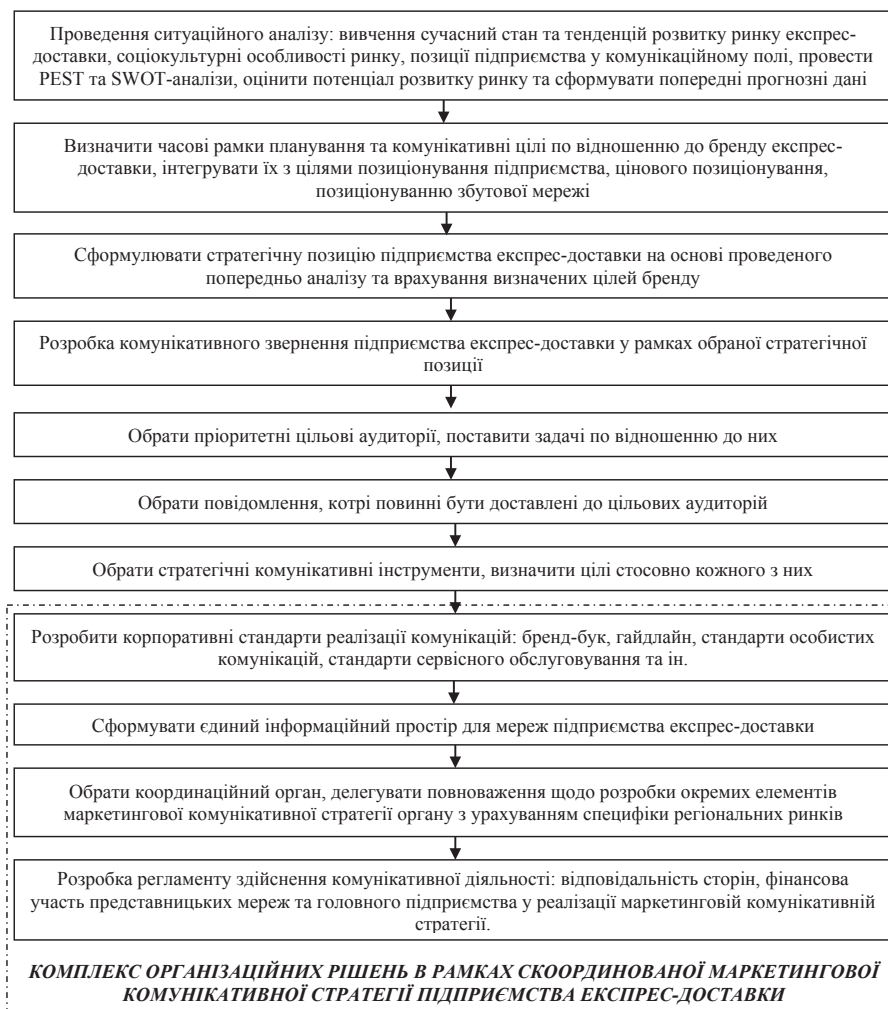 Проведення ситуаційного аналізу: вивчення сучасний стан та тенденцій розвитку ринку експрес-
доставки, соціокультурні особливості ринку, позиції підприємства у комунікаційному полі, провести
PEST та SWOT-аналізи, оцінити потенціал розвитку ринку та сформувати попередні прогнозні дані
Визначити часові рамки планування та комунікативні цілі по відношенню до бренду експрес-
доставки, інтегрувати їх з цілями позиціонування підприємства, цінового позиціонування,
позиціонуванню збутової мережі
Сформулювати стратегічну позицію підприємства експрес-доставки на основі проведеного
попередньо аналізу та врахування визначених цілей бренду
Розробка комунікативного звернення підприємства експрес-доставки у рамках обраної стратегічної
позиції
Обрати пріоритетні цільові аудиторії, поставити задачі по відношенню до них
Обрати повідомлення, котрі повинні бути доставлені до цільових аудиторій
Обрати стратегічні комунікативні інструменти, визначити цілі стосовно кожного з них
Розробити корпоративні стандарти реалізації комунікацій: бренд-бук, гайдлайн, стандарти особистих
комунікацій, стандарти сервісного обслуговування та ін.
Сформувати єдиний інформаційний простір для мереж підприємства експрес-доставки
Обрати координаційний орган, делегувати повноваження щодо розробки окремих елементів
маркетингової комунікативної стратегії органу з урахуванням специфіки регіональних ринків
Розробка регламенту здійснення комунікативної діяльності: відповідальність сторін, фінансова
участь представницьких мереж та головного підприємства у реалізації маркетинговій комунікативній
стратегії.
КОМПЛЕКС ОРГАНІЗАЦІЙНИХ РІШЕНЬ В РАМКАХ СКООРДИНОВАНОЇ МАРКЕТИНГОВОЇ
КОМУНІКАТИВНОЇ СТРАТЕГІЇ ПІДПРИЄМСТВА ЕКСПРЕС-ДОСТАВКИ